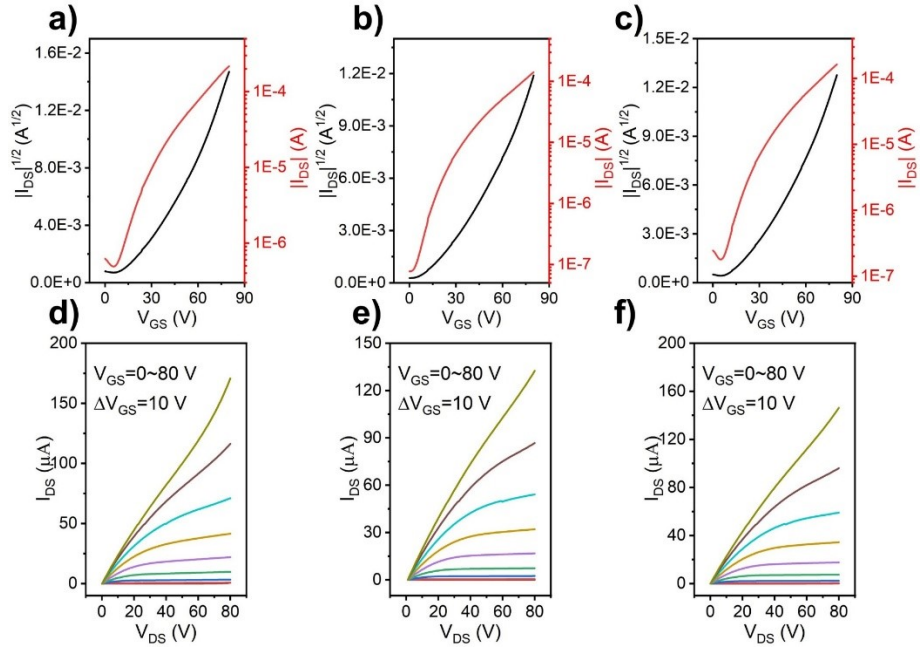 a)
1.6E-2
1.2E-2
8.0E-3
4.0E-3
0.0E+0
|I_DS|^1/2 (A^1/2)
1E-4
1E-5
1E-6
|I_DS| (A)
0 30 60 90
V_GS (V)
b)
1.2E-2
9.0E-3
6.0E-3
3.0E-3
0.0E+0
|I_DS|^1/2 (A^1/2)
1E-4
1E-5
1E-6
1E-7
|I_DS| (A)
0 30 60 90
V_GS (V)
c)
1.5E-2
1.2E-2
9.0E-3
6.0E-3
3.0E-3
0.0E+0
|I_DS|^1/2 (A^1/2)
1E-4
1E-5
1E-6
1E-7
|I_DS| (A)
0 30 60 90
V_GS (V)
d)
200
150
100
50
0
I_DS (μA)
V_GS=0~80 V
ΔV_GS=10 V
0 20 40 60 80
V_DS (V)
e)
150
120
90
60
30
0
I_DS (μA)
V_GS=0~80 V
ΔV_GS=10 V
0 20 40 60 80
V_DS (V)
f)
200
160
120
80
40
0
I_DS (μA)
V_GS=0~80 V
ΔV_GS=10 V
0 20 40 60 80
V_DS (V)